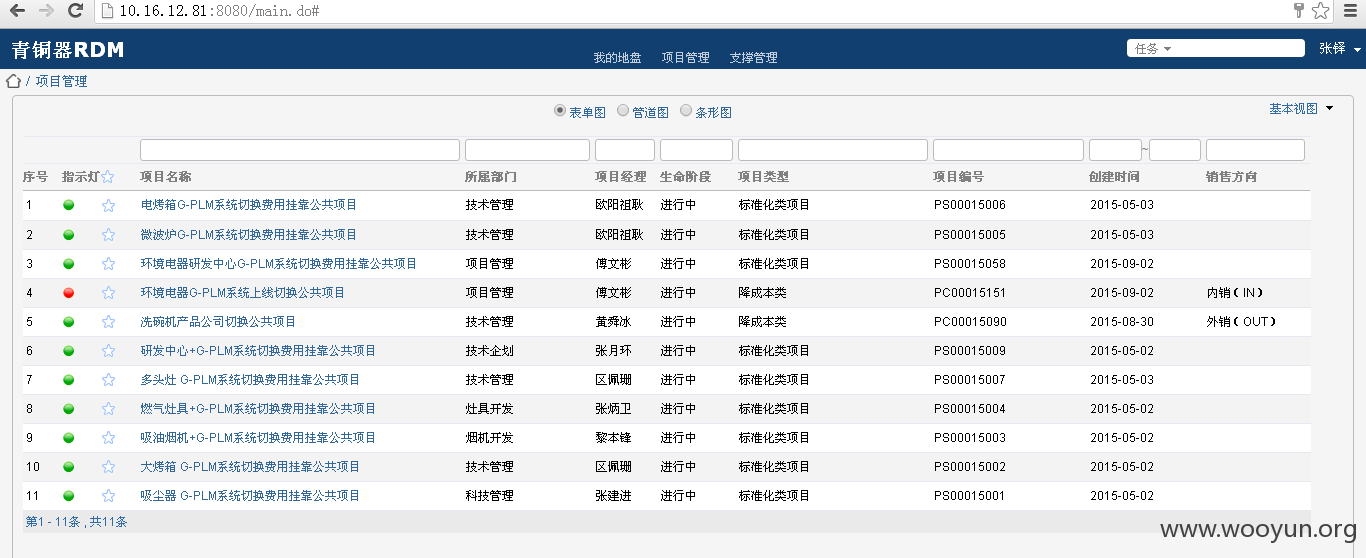 10.16.12.81:8080/main.do#
青铜器RDM
我的地盘 项目管理 支撑管理
任务
张铎
/ 项目管理
表单图 管道图 条形图
基本视图
~
序号 指示灯 项目名称 所属部门 项目经理 生命阶段 项目类型 项目编号 创建时间 销售方向
1 电烤箱G-PLM系统切换费用挂靠公共项目 技术管理 欧阳祖耿 进行中 标准化类项目 PS00015006 2015-05-03
2 微波炉G-PLM系统切换费用挂靠公共项目 技术管理 欧阳祖耿 进行中 标准化类项目 PS00015005 2015-05-03
3 环境电器研发中心G-PLM系统切换费用挂靠公共项目 项目管理 傅文彬 进行中 标准化类项目 PS00015058 2015-09-02
4 环境电器G-PLM系统上线切换公共项目 项目管理 傅文彬 进行中 降成本类 PC00015151 2015-09-02 内销(IN)
5 洗碗机产品公司切换公共项目 技术管理 黄舜冰 进行中 降成本类 PC00015090 2015-08-30 外销(OUT)
6 研发中心+G-PLM系统切换费用挂靠公共项目 技术企划 张月环 进行中 标准化类项目 PS00015009 2015-05-02
7 多头灶 G-PLM系统切换费用挂靠公共项目 技术管理 区佩珊 进行中 标准化类项目 PS00015007 2015-05-03
8 燃气灶具+G-PLM系统切换费用挂靠公共项目 灶具开发 张炳卫 进行中 标准化类项目 PS00015004 2015-05-02
9 吸油烟机+G-PLM系统切换费用挂靠公共项目 烟机开发 黎本锋 进行中 标准化类项目 PS00015003 2015-05-02
10 大烤箱 G-PLM系统切换费用挂靠公共项目 技术管理 区佩珊 进行中 标准化类项目 PS00015002 2015-05-02
11 吸尘器 G-PLM系统切换费用挂靠公共项目 科技管理 张建进 进行中 标准化类项目 PS00015001 2015-05-02
第1 - 11条 , 共11条
www.wooyun.org